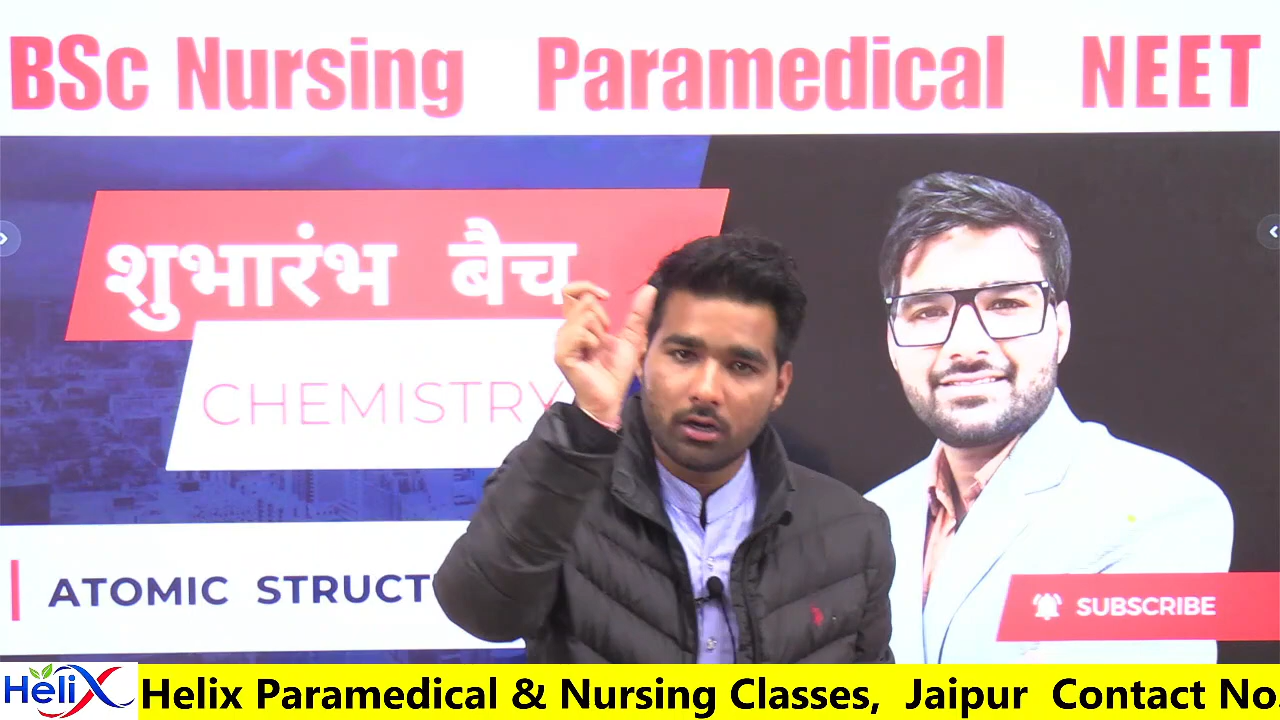 BSc Nursing Paramedical NEET
शुभारंभ बैच
CHEMISTRY
ATOMIC STRUCT
SUBSCRIBE
Helix Helix Paramedical & Nursing Classes, Jaipur Contact No.